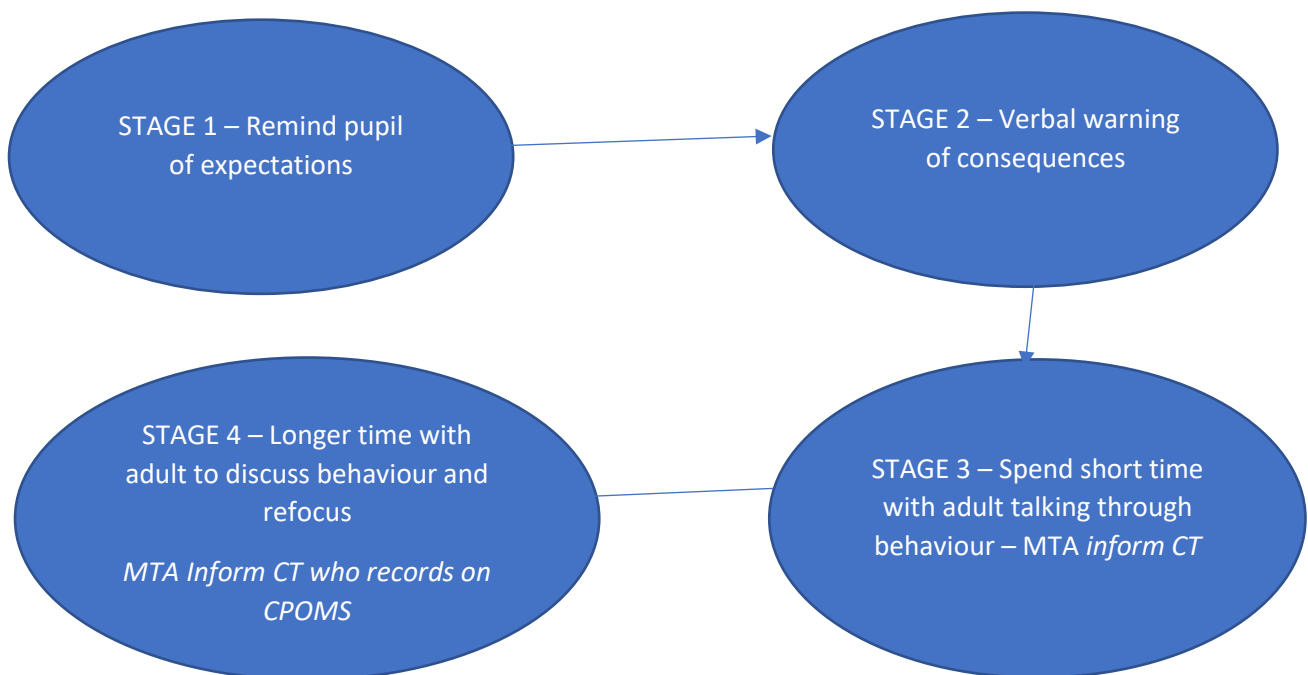 STAGE 1 – Remind pupil
of expectations
STAGE 2 – Verbal warning
of consequences
STAGE 3 – Spend short time
with adult talking through
behaviour – MTA inform CT
STAGE 4 – Longer time with
adult to discuss behaviour and
refocus
MTA Inform CT who records on
CPOMS